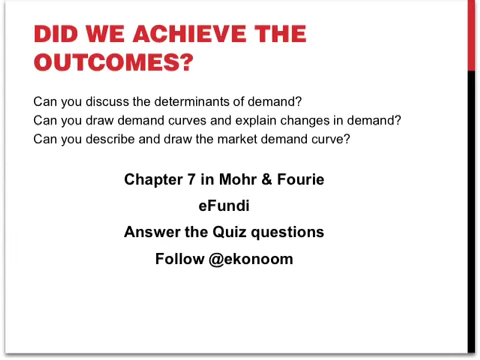 DID WE ACHIEVE THE
OUTCOMES?
Can you discuss the determinants of demand?
Can you draw demand curves and explain changes in demand?
Can you describe and draw the market demand curve?
Chapter 7 in Mohr & Fourie
eFundi
Answer the Quiz questions
Follow @ekonoom